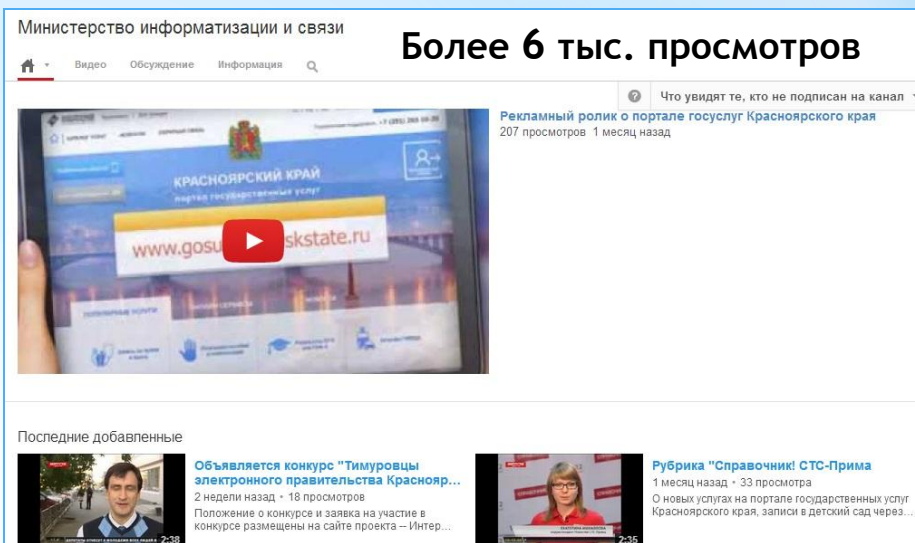 Министерство информатизации и связи
Более 6 тыс. просмотров
Видео Обсуждение Информация
Что увидят те, кто не подписан на канал
Рекламный ролик о портале госуслуг Красноярского края
207 просмотров 1 месяц назад
КРАСНОЯРСКИЙ КРАЙ
портал государственных услуг
www.gosu skstate.ru
ПОПУЛЯРНЫЕ УСЛУГИ
Последние добавленные
Объявляется конкурс "Тимуровцы
электронного правительства Краснояр...
2 недели назад • 18 просмотров
Положение о конкурсе и заявка на участие в
конкурсе размещены на сайте проекта -- Интер...
2:38
Рубрика "Справочник! СТС-Прима
1 месяц назад • 33 просмотра
О новых услугах на портале государственных услуг
Красноярского края, записи в детский сад через...
2:35